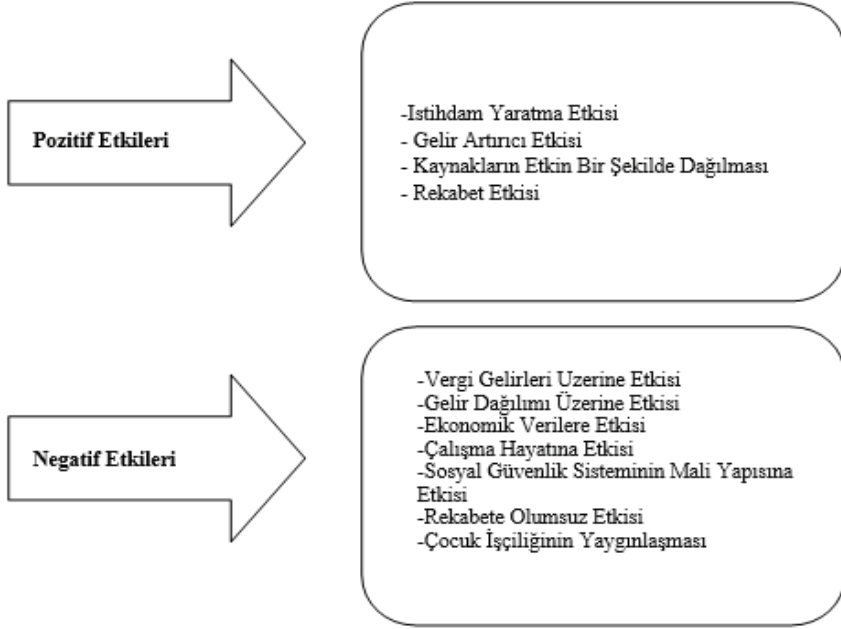 Pozitif Etkileri
-Istihdam Yaratma Etkisi
- Gelir Artırıcı Etkisi
- Kaynakların Etkin Bir Şekilde Dağılması
- Rekabet Etkisi
Negatif Etkileri
-Vergi Gelirleri Uzerine Etkisi
-Gelir Dağılımı Üzerine Etkisi
-Ekonomik Verilere Etkisi
-Çalışma Hayatına Etkisi
-Sosyal Güvenlik Sisteminin Mali Yapısına
Etkisi
-Rekabete Olumsuz Etkisi
-Çocuk İşçiliğinin Yaygınlaşması